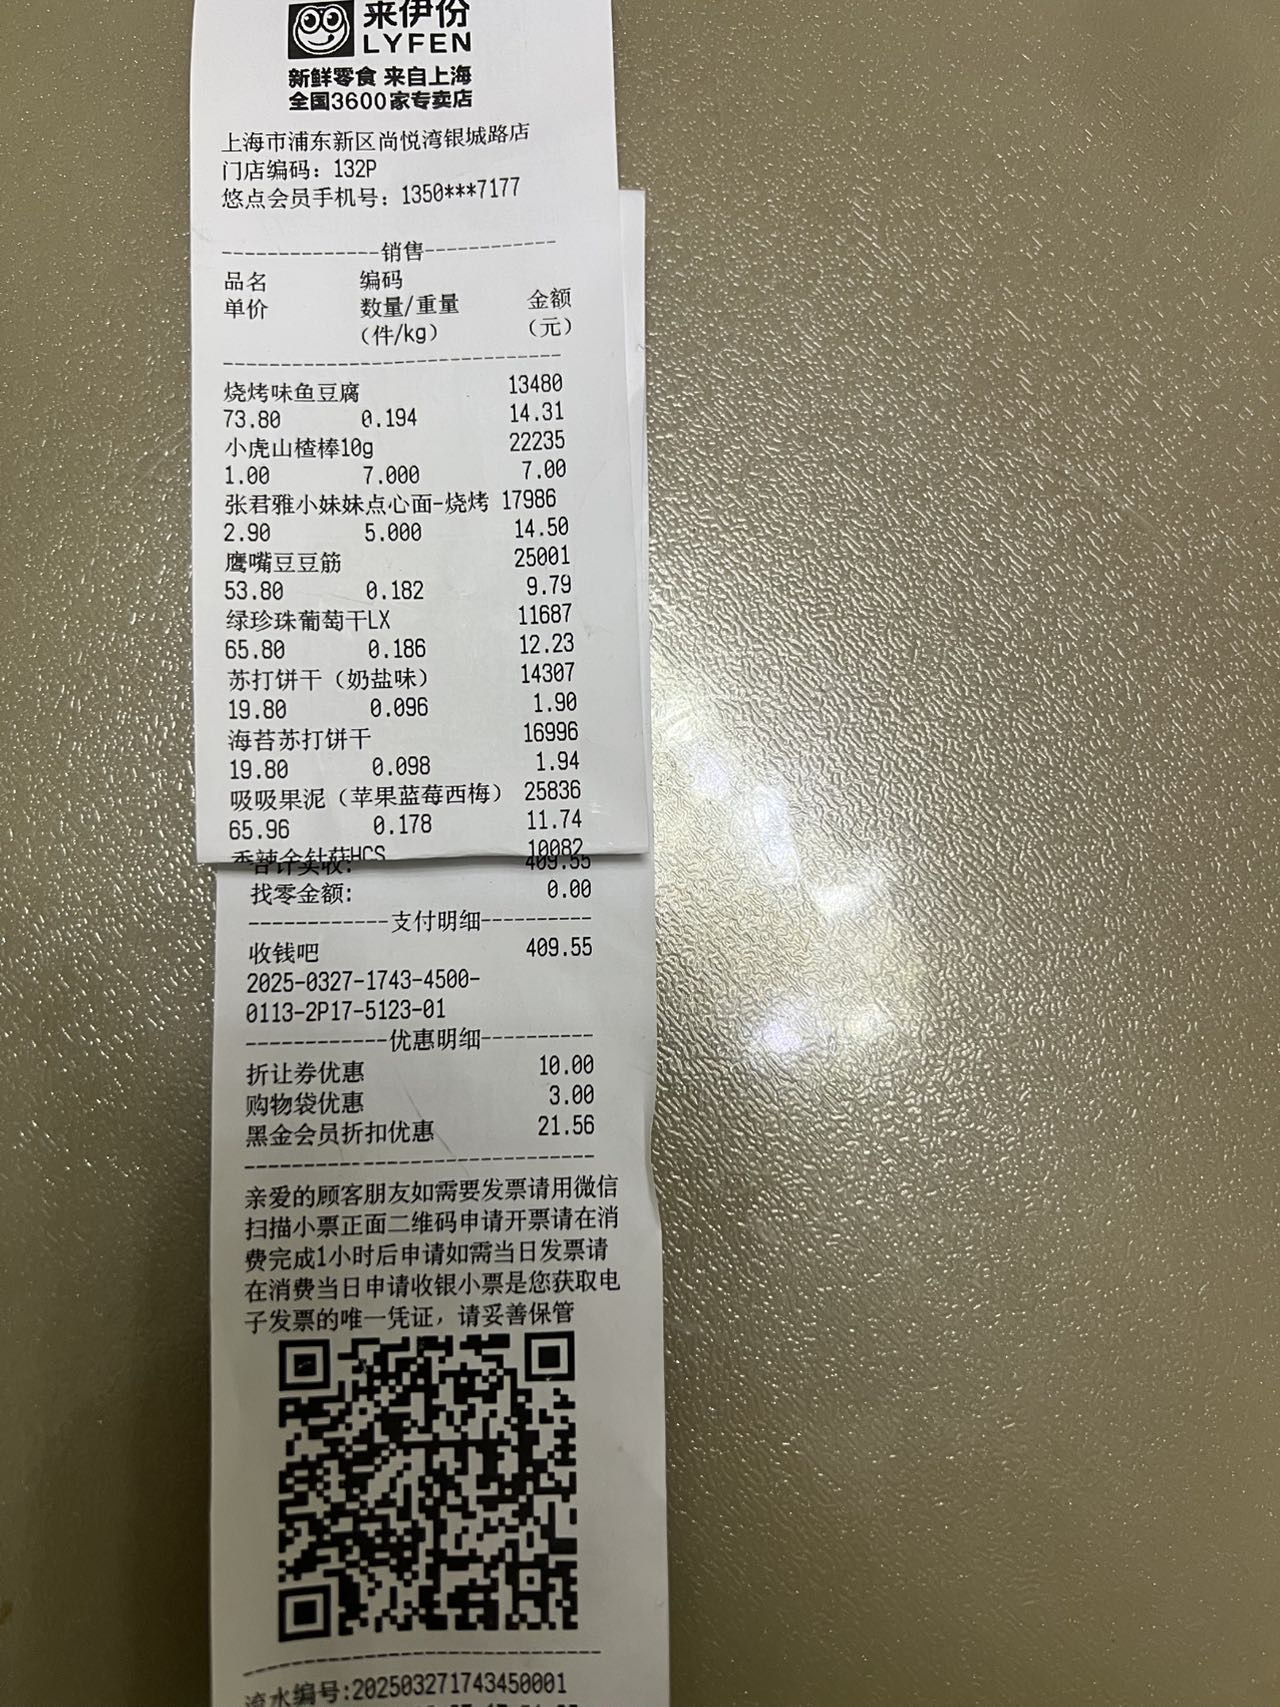 来伊份
LYFEN
新鲜零食 来自上海
全国3600家专卖店
上海市浦东新区尚悦湾银城路店
门店编码：132P
悠点会员手机号：1350***7177
--------------销售------------
品名 编码
单价 数量/重量 金额
（件/kg） （元）
------------------------------
烧烤味鱼豆腐 13480
73.80 0.194 14.31
小虎山楂棒10g 22235
1.00 7.000 7.00
张君雅小妹妹点心面-烧烤 17986
2.90 5.000 14.50
鹰嘴豆豆筋 25001
53.80 0.182 9.79
绿珍珠葡萄干LX 11687
65.80 0.186 12.23
苏打饼干（奶盐味） 14307
19.80 0.096 1.90
海苔苏打饼干 16996
19.80 0.098 1.94
吸吸果泥（苹果蓝莓西梅） 25836
65.96 0.178 11.74
香辣金针菇HCS 10082
合计实收: 409.55
找零金额: 0.00
------------支付明细----------
收钱吧 409.55
2025-0327-1743-4500-
0113-2P17-5123-01
------------优惠明细----------
折让券优惠 10.00
购物袋优惠 3.00
黑金会员折扣优惠 21.56
------------------------------
亲爱的顾客朋友如需要发票请用微信
扫描小票正面二维码申请开票请在消
费完成1小时后申请如需当日发票请
在消费当日申请收银小票是您获取电
子发票的唯一凭证，请妥善保管
------------------------------
流水编号:202503271743450001